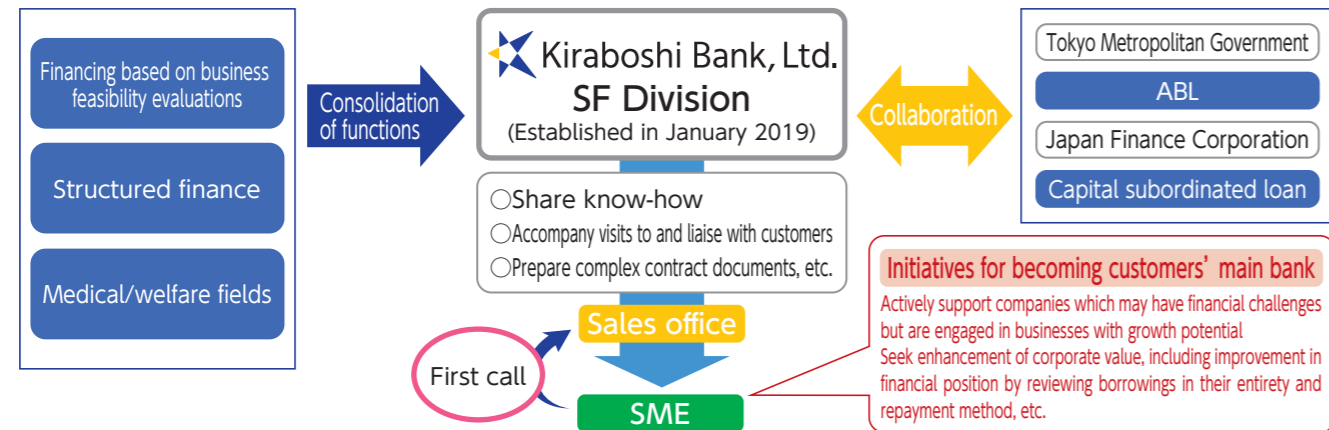 Financing based on business
feasibility evaluations
Structured finance
Medical/welfare fields
Consolidation
of functions
Kiraboshi Bank, Ltd.
SF Division
(Established in January 2019)
Collaboration
Tokyo Metropolitan Government
ABL
Japan Finance Corporation
Capital subordinated loan
○Share know-how
○Accompany visits to and liaise with customers
○Prepare complex contract documents, etc.
Sales office
First call
SME
Initiatives for becoming customers’ main bank
Actively support companies which may have financial challenges
but are engaged in businesses with growth potential
Seek enhancement of corporate value, including improvement in
financial position by reviewing borrowings in their entirety and
repayment method, etc.